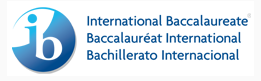 ib
International Baccalaureate®
Baccalauréat International
Bachillerato Internacional